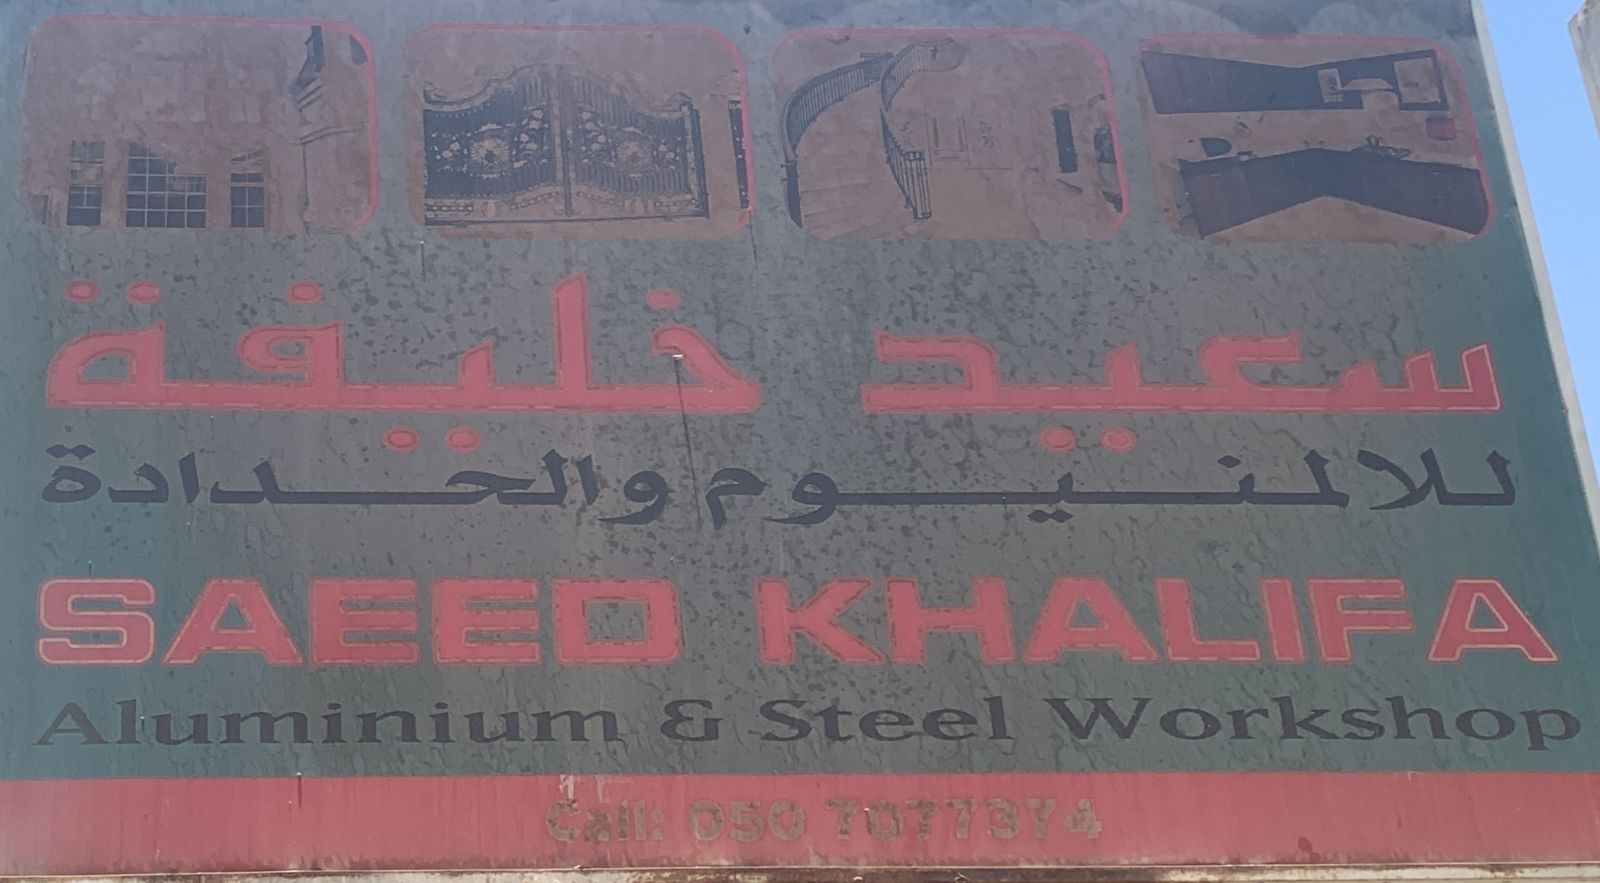 سعيد خليفة
للالمنيوم والحدادة
SAEED KHALIFA
Aluminium & Steel Workshop
Call: 050 7077374